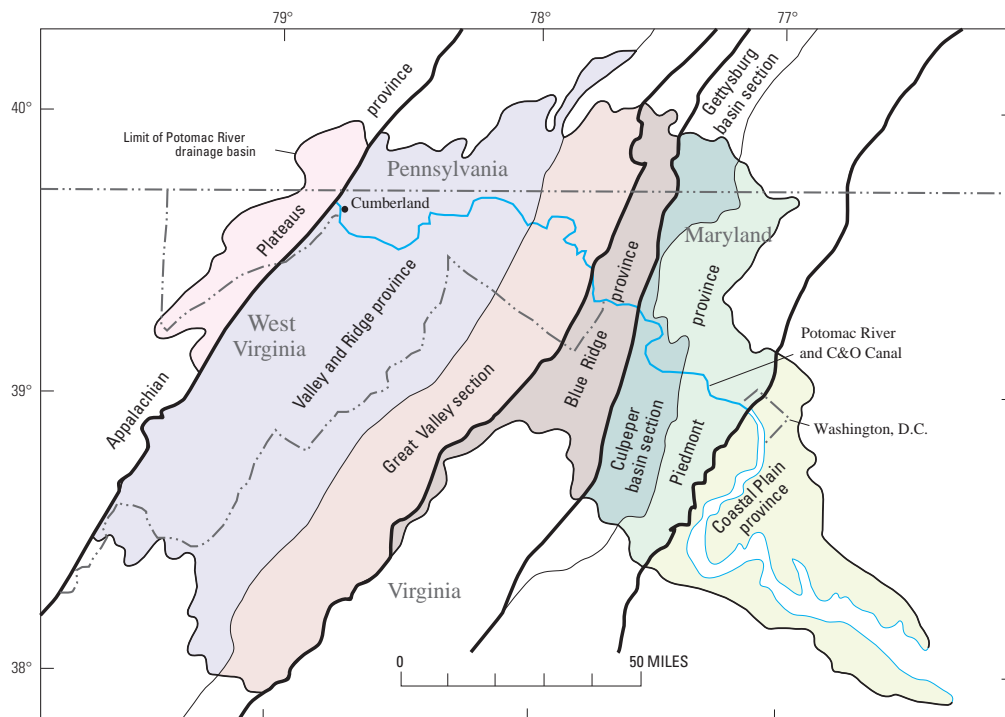 79°
78°
77°
40°
39°
38°
Limit of Potomac River
drainage basin
Appalachian
Plateaus
province
Pennsylvania
Gettysburg
basin section
Cumberland
Maryland
West
Virginia
Valley and Ridge province
Great Valley section
Blue Ridge
province
Culpeper
basin section
Piedmont
province
Potomac River
and C&O Canal
Washington, D.C.
Coastal Plain
province
Virginia
0
50 MILES